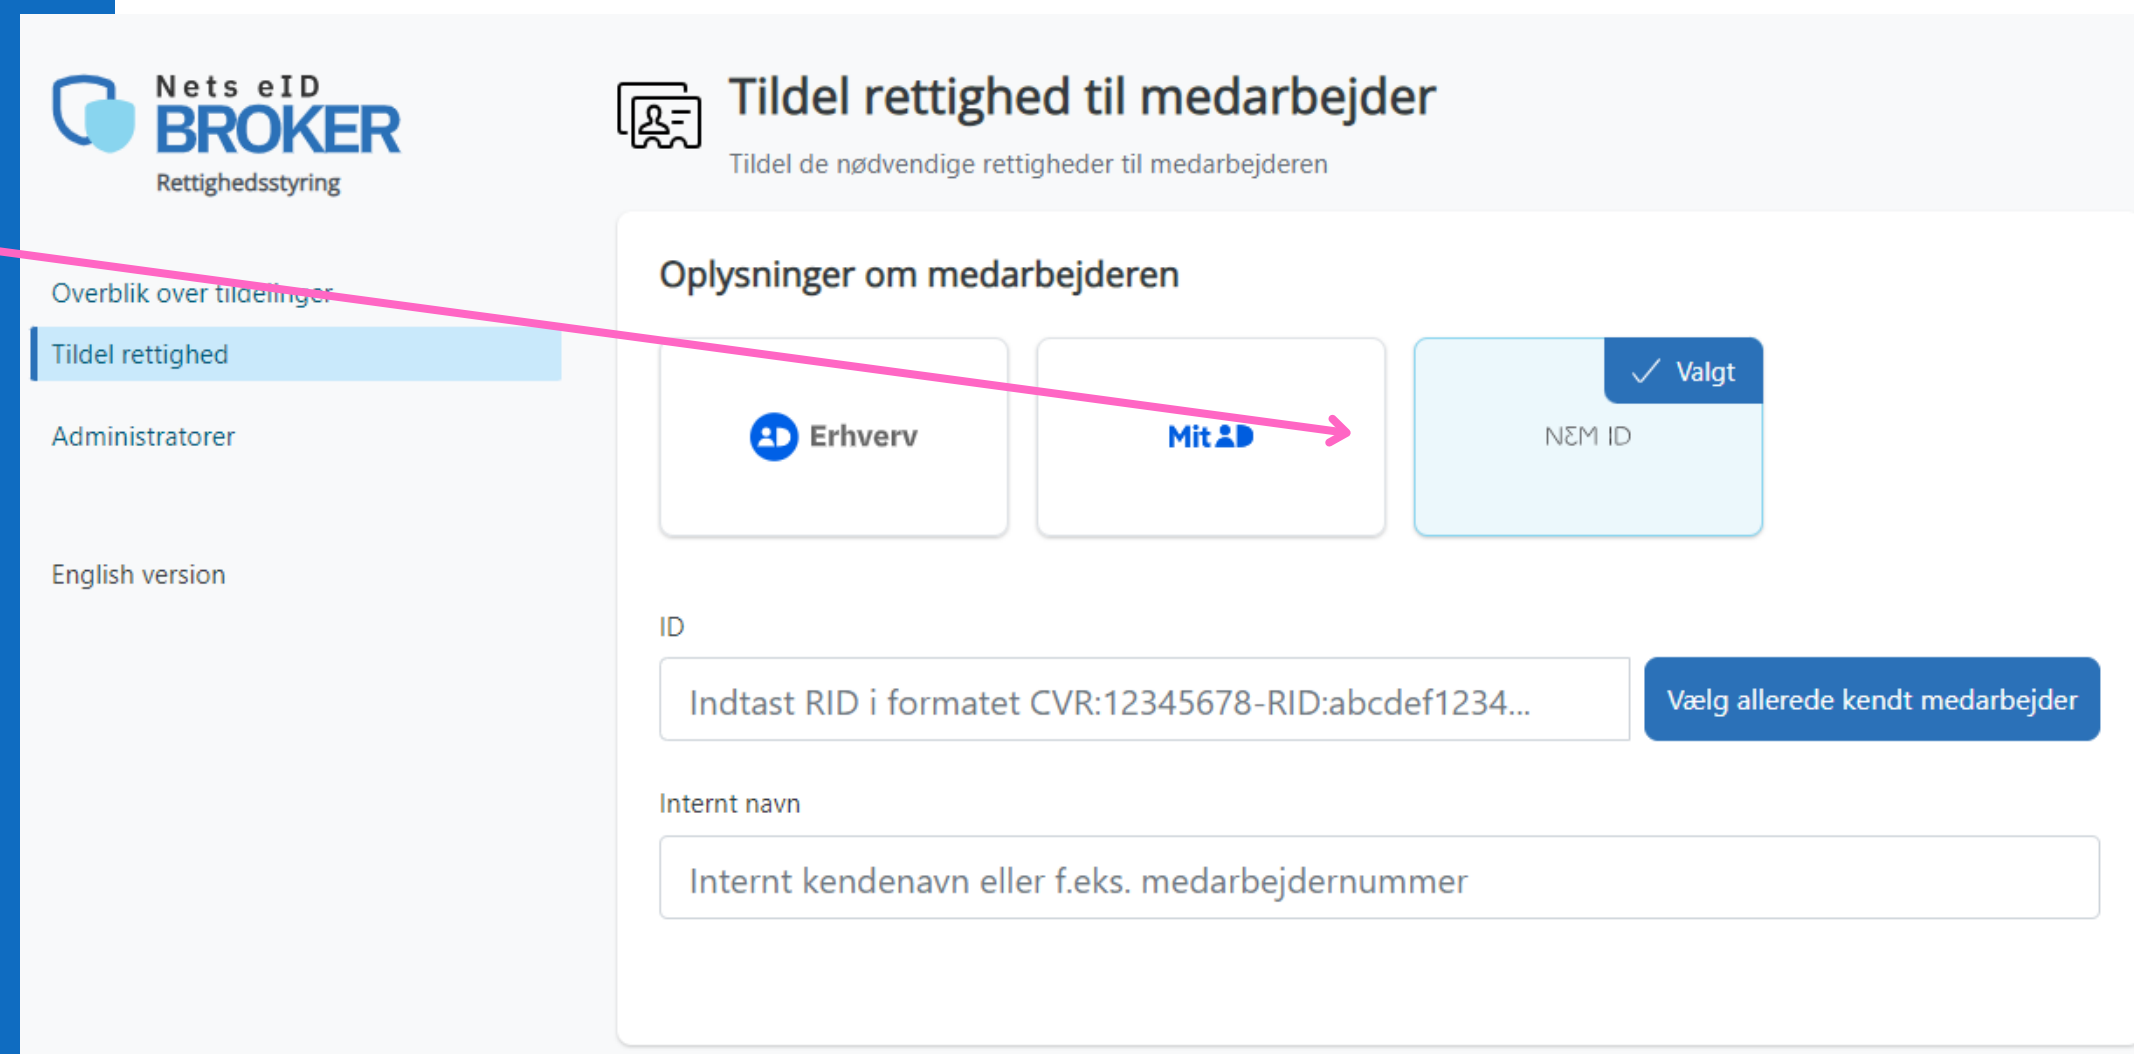 Nets eID
BROKER
Rettighedsstyring
Tildel rettighed til medarbejder
Tildel de nødvendige rettigheder til medarbejderen
Overblik over tildelinger
Tildel rettighed
Administratorer
English version
Oplysninger om medarbejderen
Erhverv
Mit ID
Valgt
NEM ID
ID
Indtast RID i formatet CVR:12345678-RID:abcdef1234...
Vælg allerede kendt medarbejder
Internt navn
Internt kendenavn eller f.eks. medarbejdernummer